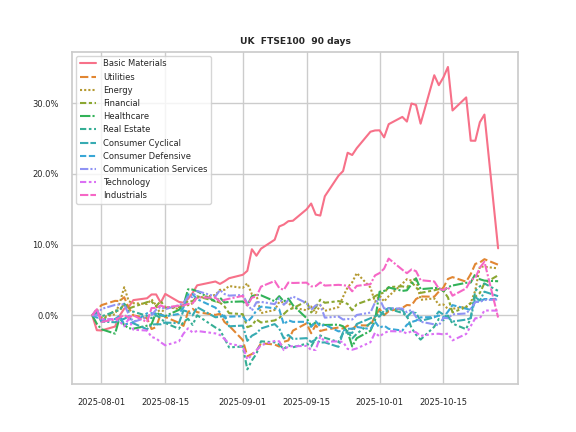 UK FTSE100 90 days
Basic Materials
Utilities
Energy
Financial
Healthcare
Real Estate
Consumer Cyclical
Consumer Defensive
Communication Services
Technology
Industrials
30.0%
20.0%
10.0%
0.0%
2025-08-01 2025-08-15 2025-09-01 2025-09-15 2025-10-01 2025-10-15